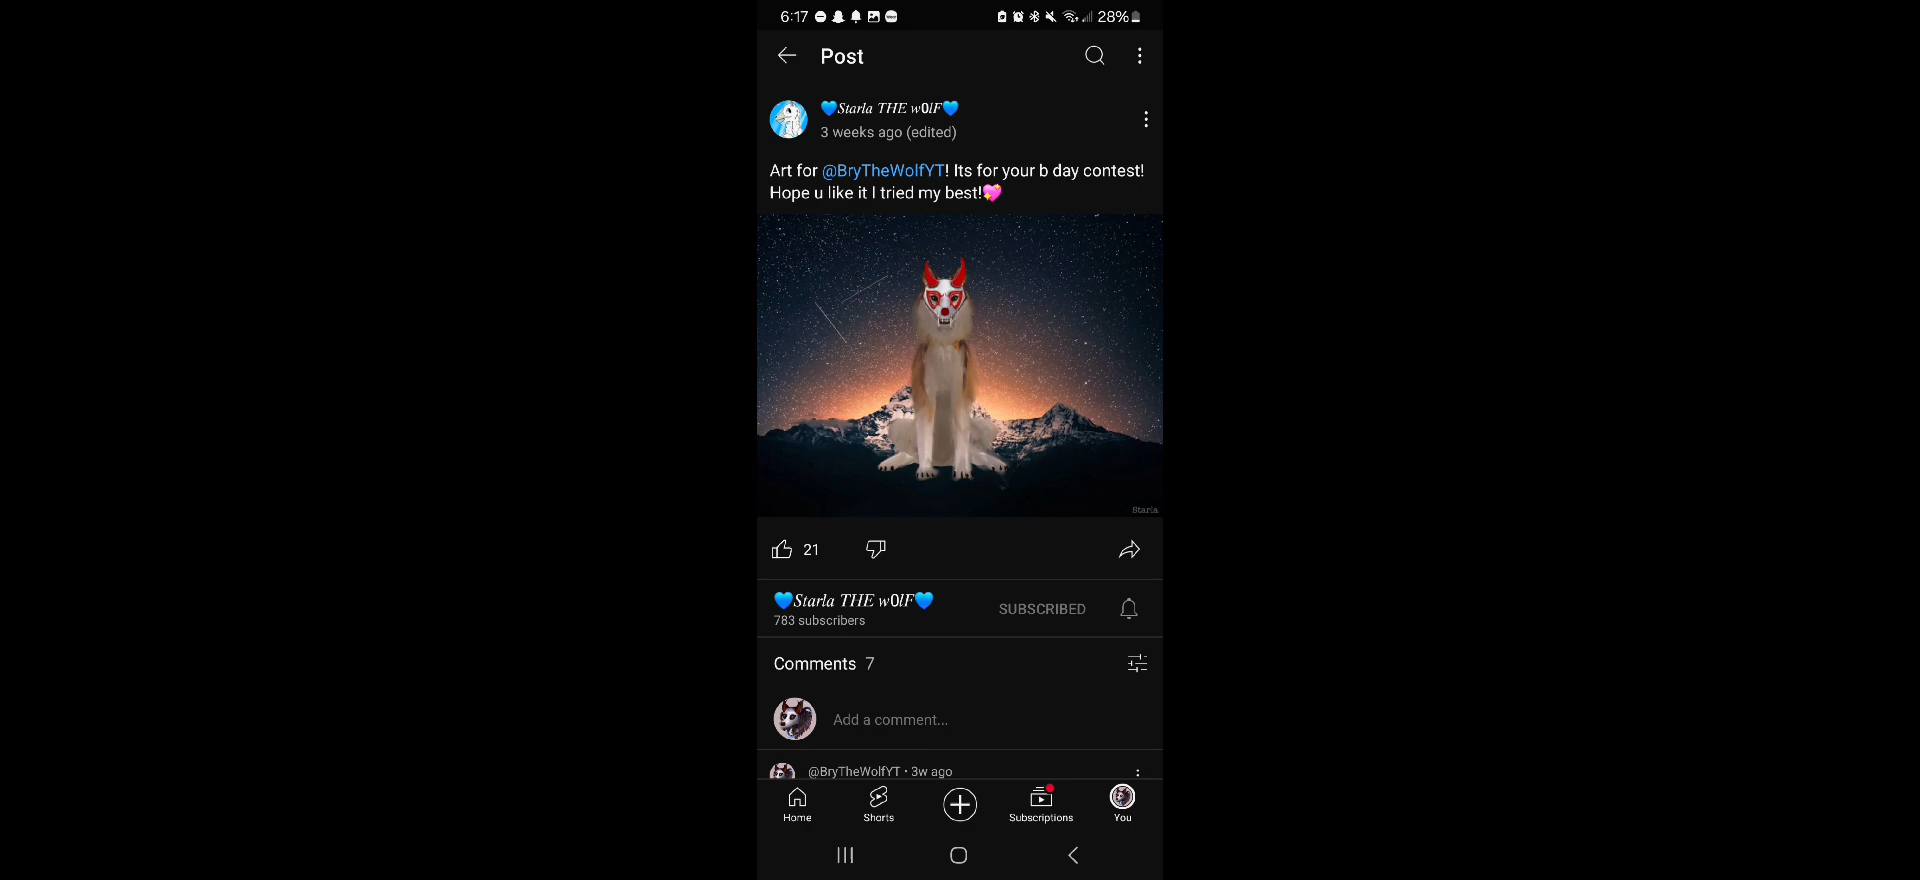 6:17
28%
Post
💙Starla THE w0lF💙
3 weeks ago (edited)
Art for @BryTheWolfYT! Its for your b day contest!
Hope u like it I tried my best!💖
Starla
21
💙Starla THE w0lF💙
SUBSCRIBED
783 subscribers
Comments 7
Add a comment...
@BryTheWolfYT · 3w ago
Home
Shorts
Subscriptions
You